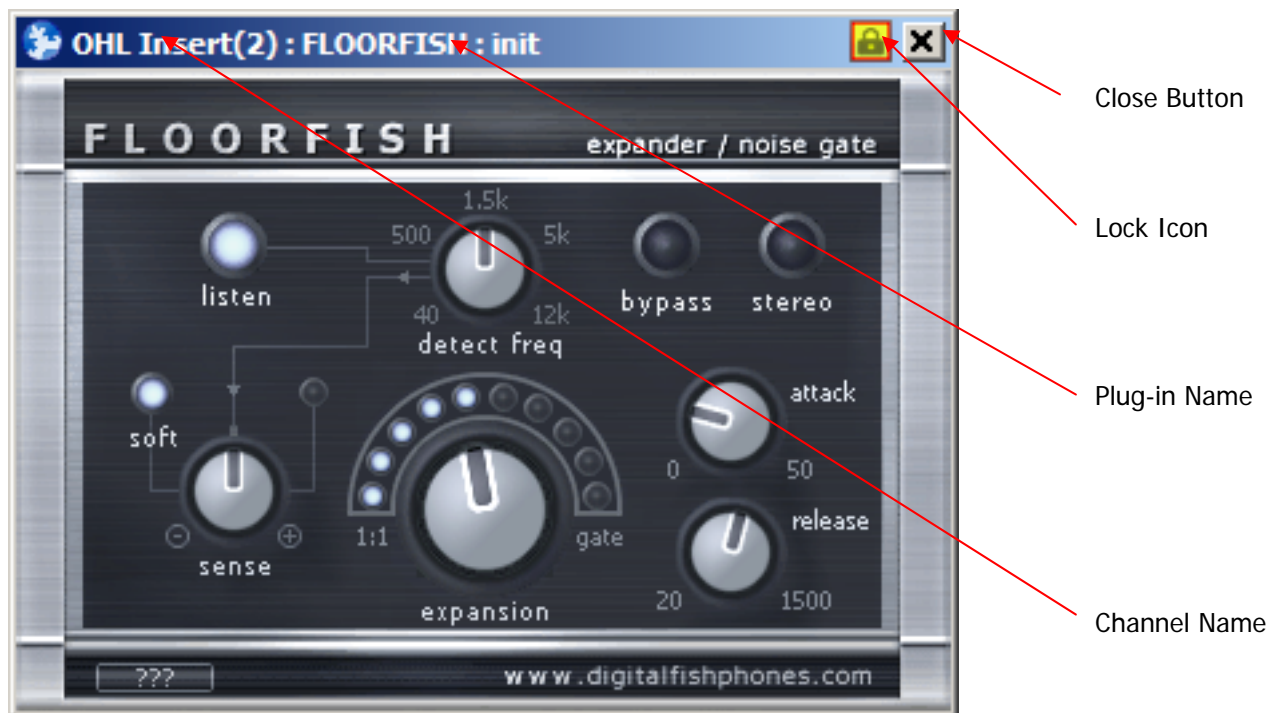 OHL Insert(2) : FLOORFISH : init
Close Button
FLOORFISH
expander / noise gate
1.5k
500
5k
Lock Icon
listen
40
12k
bypass
stereo
detect freq
attack
Plug-in Name
soft
0
50
release
1:1
gate
sense
20
1500
expansion
Channel Name
???
www.digitalfishphones.com